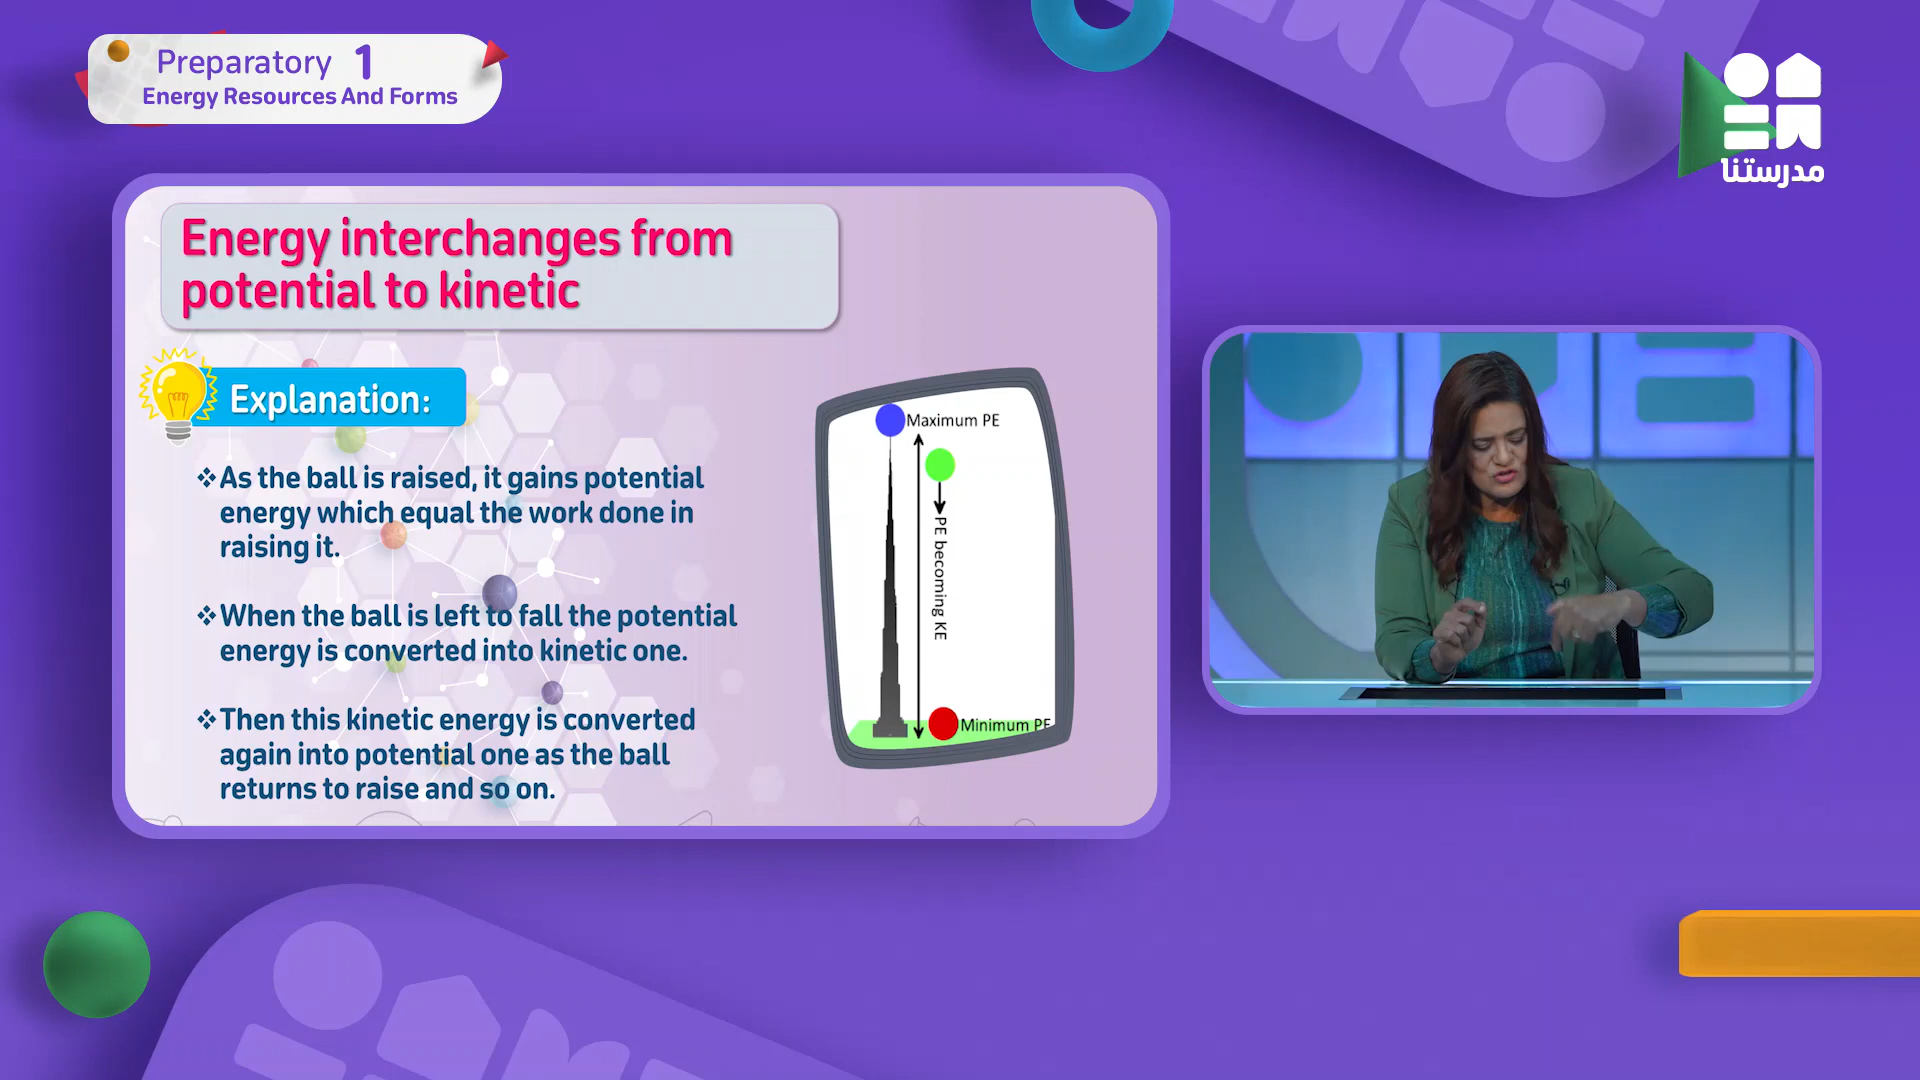 Preparatory 1
Energy Resources And Forms
مدرستنا
Energy interchanges from
potential to kinetic
Explanation:
❖As the ball is raised, it gains potential
energy which equal the work done in
raising it.
❖When the ball is left to fall the potential
energy is converted into kinetic one.
❖Then this kinetic energy is converted
again into potential one as the ball
returns to raise and so on.
Maximum PE
PE becoming KE
Minimum PE